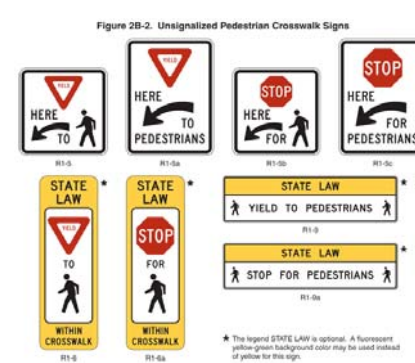 Figure 2B-2. Unsignalized Pedestrian Crosswalk Signs
YIELD
HERE
TO
R1-5
YIELD
HERE
TO
PEDESTRIANS
R1-5a
STOP
HERE
FOR
R1-5b
STOP
HERE
FOR
PEDESTRIANS
R1-5c
STATE
LAW
YIELD
TO
WITHIN
CROSSWALK
R1-6
STATE
LAW
STOP
FOR
WITHIN
CROSSWALK
R1-6a
STATE LAW
YIELD TO PEDESTRIANS
R1-9
STATE LAW
STOP FOR PEDESTRIANS
R1-9a
★ The legend STATE LAW is optional. A fluorescent
yellow-green background color may be used instead
of yellow for this sign.